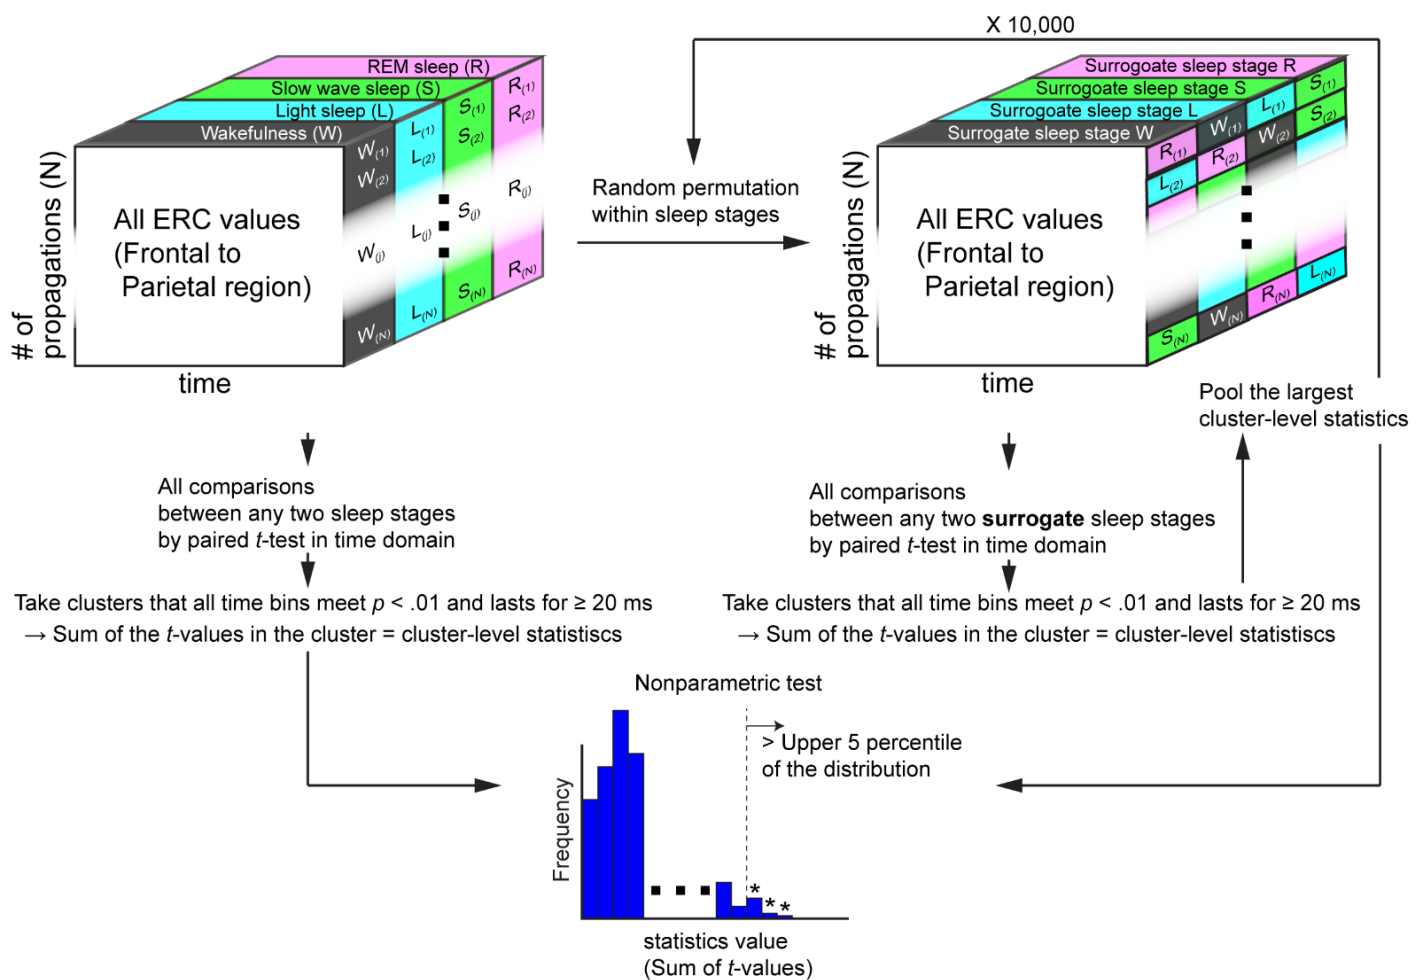 X 10,000
REM sleep (R)
Slow wave sleep (S)
Light sleep (L)
Wakefulness (W)
W(1)
W(2)
W(j)
W(N)
L(1)
L(2)
L(j)
L(N)
S(1)
S(2)
S(j)
S(N)
R(1)
R(2)
R(j)
R(N)
# of
propagations (N)
All ERC values
(Frontal to
Parietal region)
time
Random permutation
within sleep stages
Surrogoate sleep stage R
Surrogoate sleep stage S
Surrogoate sleep stage L
Surrogate sleep stage W
R(1)
W(1)
L(1)
S(1)
L(2)
R(2)
W(2)
S(2)
S(N)
W(N)
R(N)
L(N)
# of
propagations (N)
All ERC values
(Frontal to
Parietal region)
time
Pool the largest
cluster-level statistics
All comparisons
between any two sleep stages
by paired t-test in time domain
All comparisons
between any two surrogate sleep stages
by paired t-test in time domain
Take clusters that all time bins meet p < .01 and lasts for ≥ 20 ms
→ Sum of the t-values in the cluster = cluster-level statistiscs
Take clusters that all time bins meet p < .01 and lasts for ≥ 20 ms
→ Sum of the t-values in the cluster = cluster-level statistiscs
Nonparametric test
> Upper 5 percentile
of the distribution
Frequency
* * *
statistics value
(Sum of t-values)